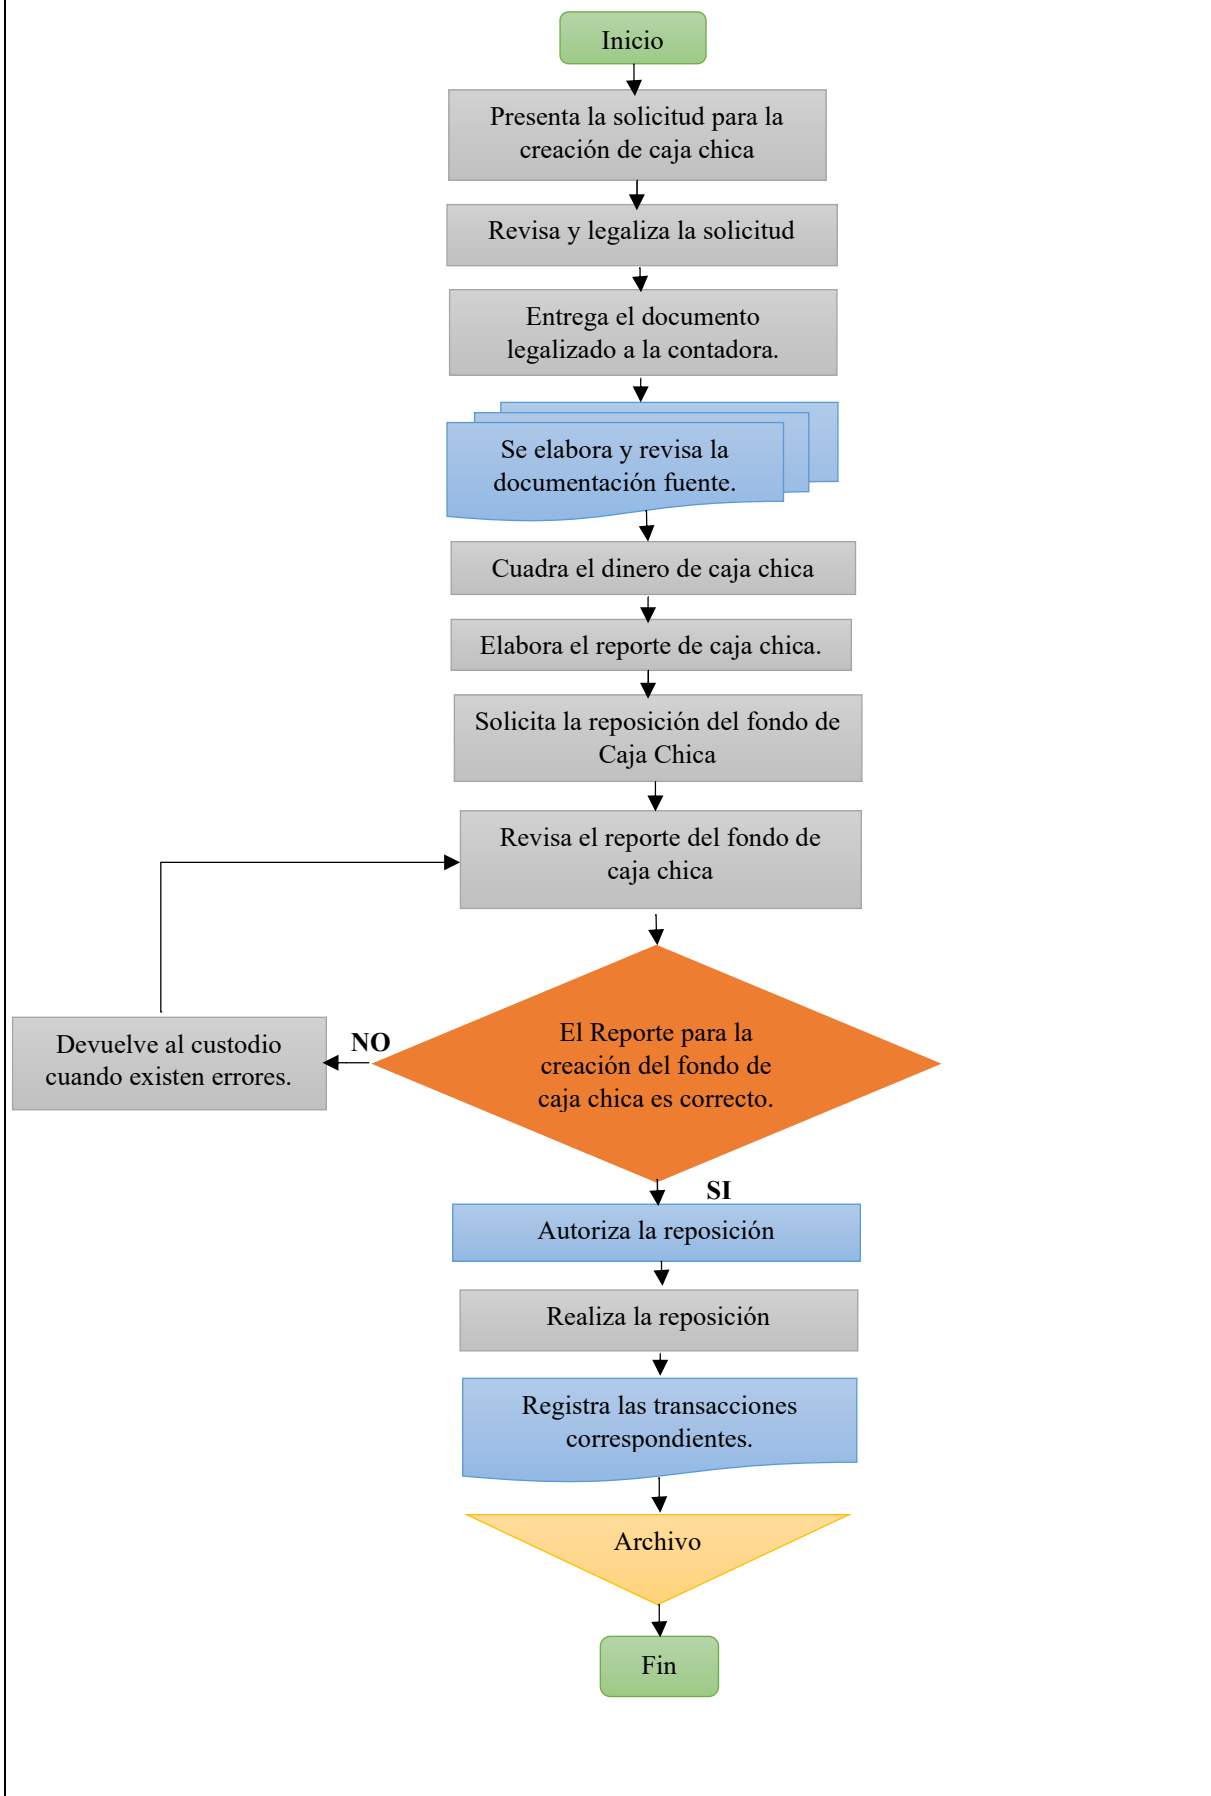 Inicio
Presenta la solicitud para la
creación de caja chica
Revisa y legaliza la solicitud
Entrega el documento
legalizado a la contadora.
Se elabora y revisa la
documentación fuente.
Cuadra el dinero de caja chica
Elabora el reporte de caja chica.
Solicita la reposición del fondo de
Caja Chica
Revisa el reporte del fondo de
caja chica
El Reporte para la
creación del fondo de
caja chica es correcto.
NO
Devuelve al custodio
cuando existen errores.
SI
Autoriza la reposición
Realiza la reposición
Registra las transacciones
correspondientes.
Archivo
Fin